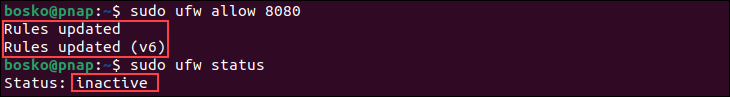 bosko@pnap:~$ sudo ufw allow 8080
Rules updated
Rules updated (v6)
bosko@pnap:~$ sudo ufw status
Status: inactive